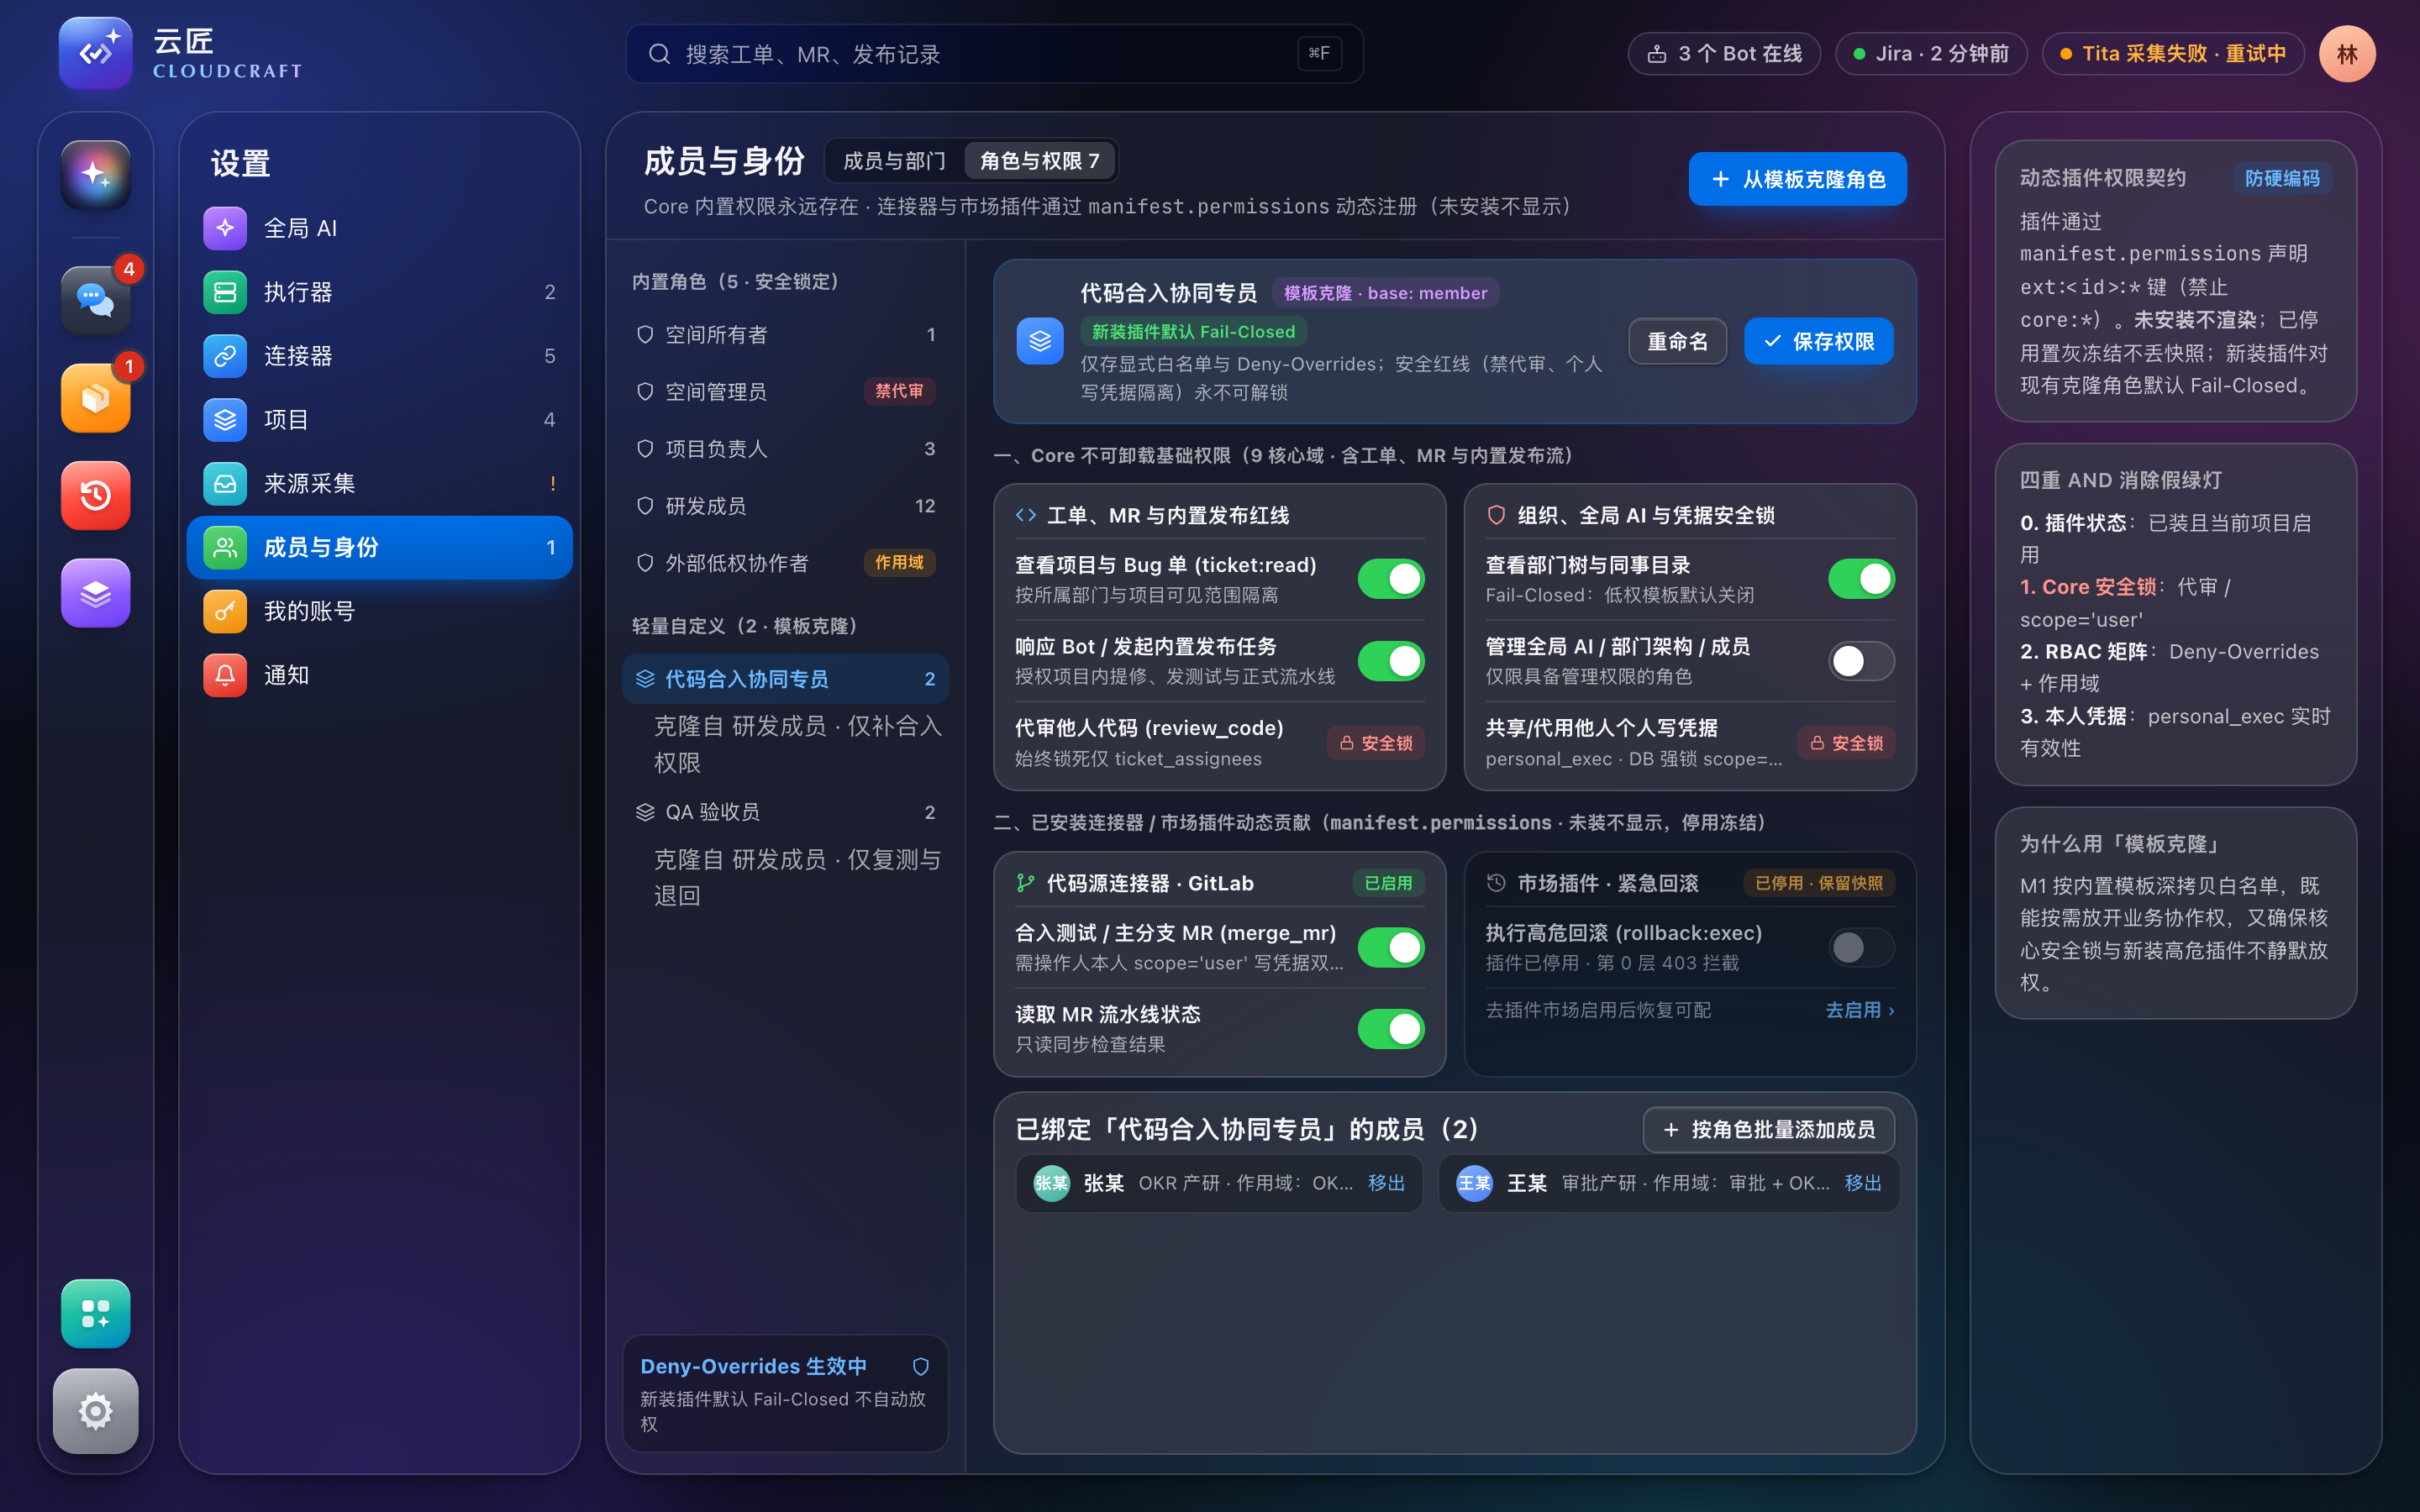 云匠
CLOUDCRAFT
搜索工单、MR、发布记录
⌘F
3 个 Bot 在线
Jira · 2 分钟前
Tita 采集失败 · 重试中
林
4
1
设置
全局 AI
执行器 2
连接器 5
项目 4
来源采集 !
成员与身份 1
我的账号
通知
成员与身份
成员与部门
角色与权限 7
Core 内置权限永远存在 · 连接器与市场插件通过 manifest.permissions 动态注册（未安装不显示）
从模板克隆角色
内置角色（5 · 安全锁定）
空间所有者 1
空间管理员 禁代审
项目负责人 3
研发成员 12
外部低权协作者 作用域
轻量自定义（2 · 模板克隆）
代码合入协同专员 2
克隆自 研发成员 · 仅补合入
权限
QA 验收员 2
克隆自 研发成员 · 仅复测与
退回
Deny-Overrides 生效中
新装插件默认 Fail-Closed 不自动放
权
代码合入协同专员 模板克隆 · base: member
新装插件默认 Fail-Closed
仅存显式白名单与 Deny-Overrides；安全红线（禁代审、个人
写凭据隔离）永不可解锁
重命名
保存权限
一、Core 不可卸载基础权限（9 核心域 · 含工单、MR 与内置发布流）
工单、MR 与内置发布红线
查看项目与 Bug 单 (ticket:read)
按所属部门与项目可见范围隔离
响应 Bot / 发起内置发布任务
授权项目内提修、发测试与正式流水线
代审他人代码 (review_code)
始终锁死仅 ticket_assignees
安全锁
组织、全局 AI 与凭据安全锁
查看部门树与同事目录
Fail-Closed：低权模板默认关闭
管理全局 AI / 部门架构 / 成员
仅限具备管理权限的角色
共享/代用他人个人写凭据
personal_exec · DB 强锁 scope=...
安全锁
二、已安装连接器 / 市场插件动态贡献（manifest.permissions · 未装不显示，停用冻结）
代码源连接器 · GitLab 已启用
合入测试 / 主分支 MR (merge_mr)
需操作人本人 scope='user' 写凭据双...
读取 MR 流水线状态
只读同步检查结果
市场插件 · 紧急回滚 已停用 · 保留快照
执行高危回滚 (rollback:exec)
插件已停用 · 第 0 层 403 拦截
去插件市场启用后恢复可配 去启用 ›
已绑定「代码合入协同专员」的成员（2）
按角色批量添加成员
张某 张某 OKR 产研 · 作用域：OK... 移出
王某 王某 审批产研 · 作用域：审批 + OK... 移出
动态插件权限契约 防硬编码
插件通过
manifest.permissions 声明
ext:<id>:* 键（禁止
core:*）。未安装不渲染；已停
用置灰冻结不丢快照；新装插件对
现有克隆角色默认 Fail-Closed。
四重 AND 消除假绿灯
0. 插件状态：已装且当前项目启
用
1. Core 安全锁：代审 /
scope='user'
2. RBAC 矩阵：Deny-Overrides
+ 作用域
3. 本人凭据：personal_exec 实时
有效性
为什么用「模板克隆」
M1 按内置模板深拷贝白名单，既
能按需放开业务协作权，又确保核
心安全锁与新装高危插件不静默放
权。